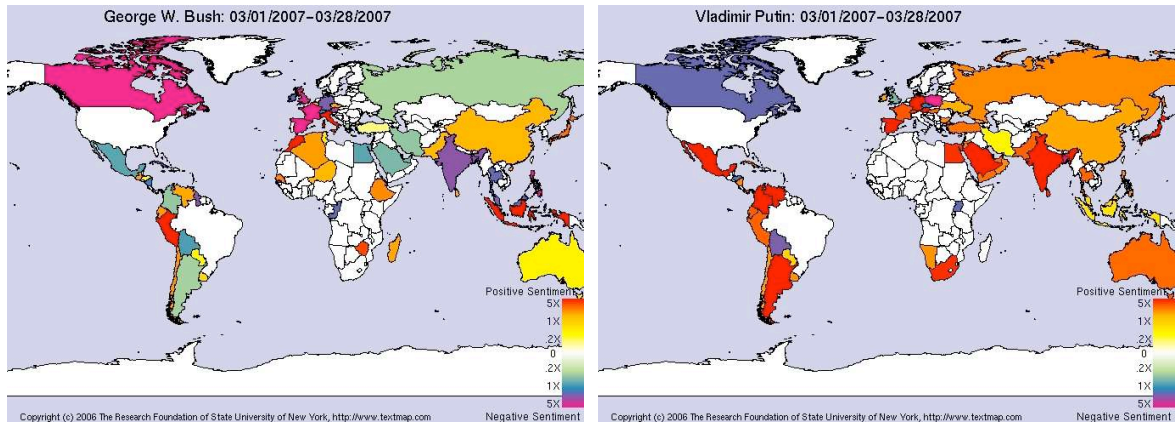 George W. Bush: 03/01/2007-03/28/2007
Positive Sentiment
5X
1X
.2X
0
.2X
1X
5X
Negative Sentiment
Copyright (c) 2006 The Research Foundation of State University of New York, http://www.textmap.com
Vladimir Putin: 03/01/2007-03/28/2007
Positive Sentiment
5X
1X
.2X
0
.2X
1X
5X
Negative Sentiment
Copyright (c) 2006 The Research Foundation of State University of New York, http://www.textmap.com